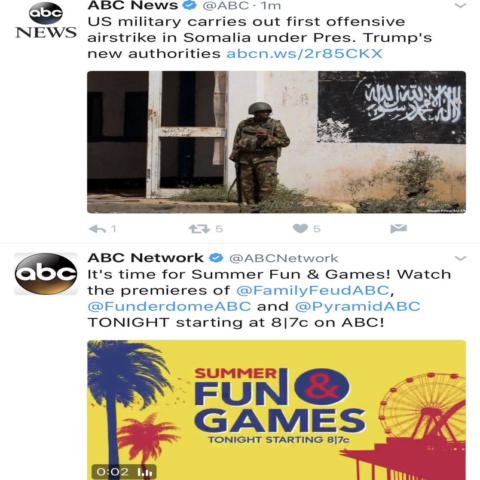 abc
NEWS
ABC News @ABC · 1m
US military carries out first offensive
airstrike in Somalia under Pres. Trump's
new authorities abcn.ws/2r85CKX
1 5 5
abc
ABC Network @ABCNetwork
It's time for Summer Fun & Games! Watch
the premieres of @FamilyFeudABC,
@FunderdomeABC and @PyramidABC
TONIGHT starting at 8|7c on ABC!
SUMMER
FUN &
GAMES
TONIGHT STARTING 8|7c
0:02